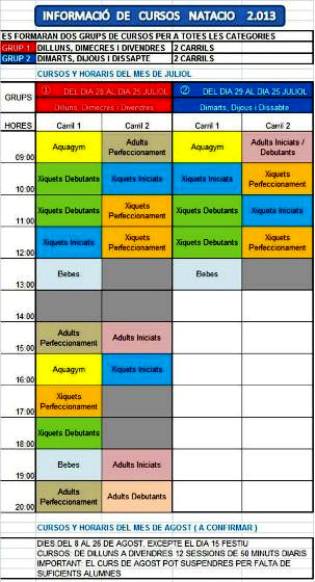 INFORMACIÓ DE CURSOS NATACIO 2.013
ES FORMARAN DOS GRUPS DE CURSOS PER A TOTES LES CATEGORIES
GRUP 1 DILLUNS, DIMECRES I DIVENDRES 2 CARRILS
GRUP 2 DIMARTS, DIJOUS I DISSAPTE 2 CARRILS
CURSOS Y HORARIS DEL MES DE JULIOL
GRUPS ① DEL DIA 28 AL DIA 25 JULIOL ② DEL DIA 29 AL DIA 25 JULIOL
Dilluns, Dimecres i Divendres Dimarts, Dijous i Dissabte
HORES Carril 1 Carril 2 Carril 1 Carril 2
09:00 Aquagym Adults Perfeccionament Aquagym Adults Iniciats / Debutants
10:00 Xiquets Debutants Xiquets Iniciats Xiquets Iniciats Xiquets Perfeccionament
11:00 Xiquets Debutants Xiquets Perfeccionament Xiquets Debutants Xiquets Iniciats
12:00 Xiquets Iniciats Xiquets Perfeccionament Xiquets Debutants Xiquets Perfeccionament
13:00 Bebes Bebes
14:00
15:00 Adults Perfeccionament Adults Iniciats
16:00 Aquagym Xiquets Iniciats
17:00 Xiquets Perfeccionament
18:00 Xiquets Debutants
19:00 Bebes Adults Iniciats
20:00 Adults Perfeccionament Adults Debutants
CURSOS Y HORARIS DEL MES DE AGOST ( A CONFIRMAR )
DIES DEL 8 AL 25 DE AGOST, EXCEPTE EL DIA 15 FESTIU
CURSOS: DE DILLUNS A DIVENDRES 12 SESSIONS DE 50 MINUTS DIARIS
IMPORTANT: EL CURS DE AGOST POT SUSPENDRES PER FALTA DE
SUFICIENTS ALUMNES